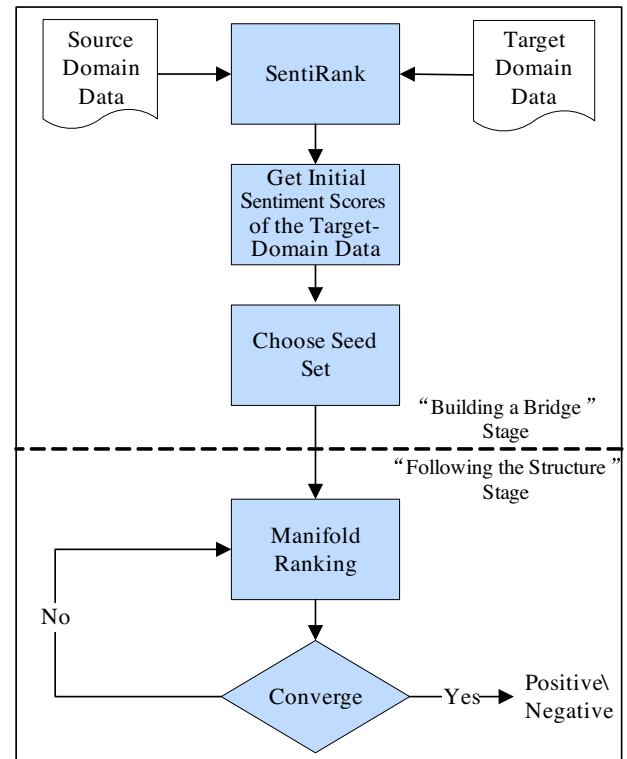 Source
Domain
Data
SentiRank
Target
Domain
Data
Get Initial
Sentiment Scores
of the Target-
Domain Data
Choose Seed
Set
“Building a Bridge”
Stage
“Following the Structure”
Stage
Manifold
Ranking
No
Converge
Yes
Positive\
Negative